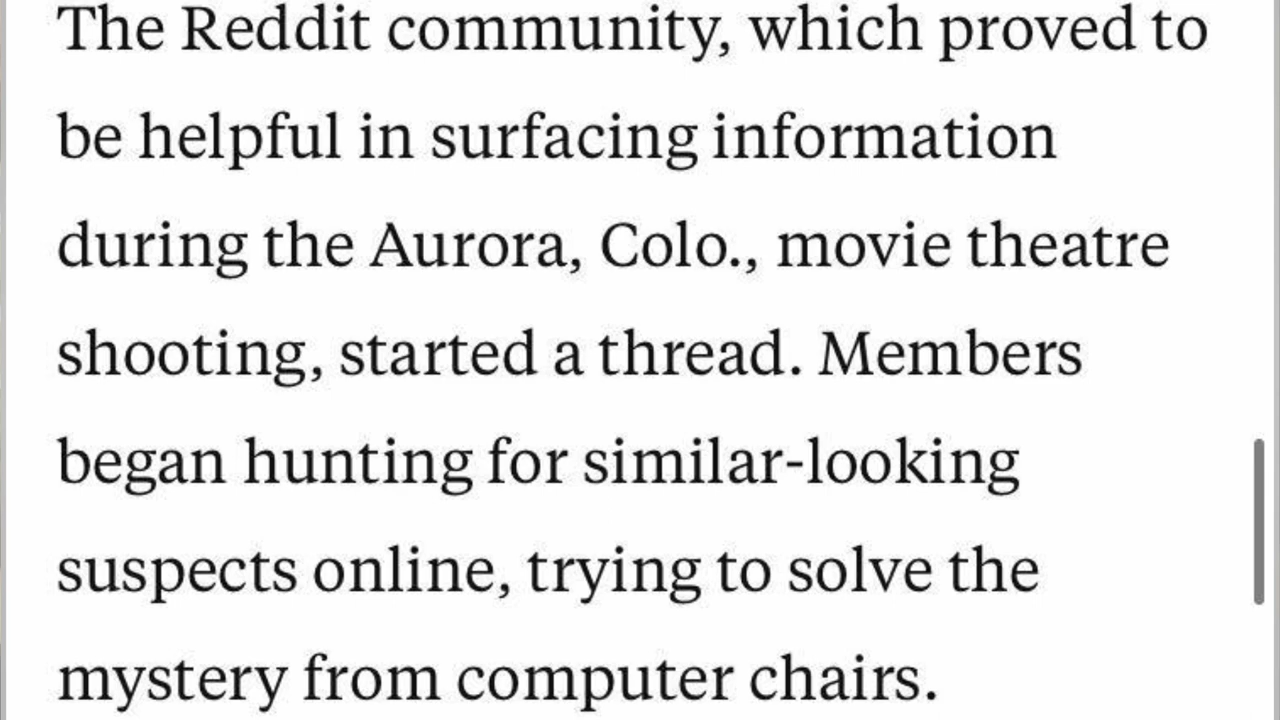 The Reddit community, which proved to
be helpful in surfacing information
during the Aurora, Colo., movie theatre
shooting, started a thread. Members
began hunting for similar-looking
suspects online, trying to solve the
mystery from computer chairs.